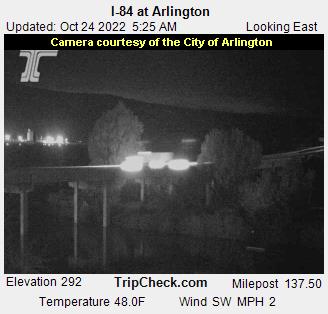 I-84 at Arlington
Updated: Oct 24 2022 5:25 AM Looking East
Camera courtesy of the City of Arlington
Elevation 292 TripCheck.com Milepost 137.50
Temperature 48.0F Wind SW MPH 2